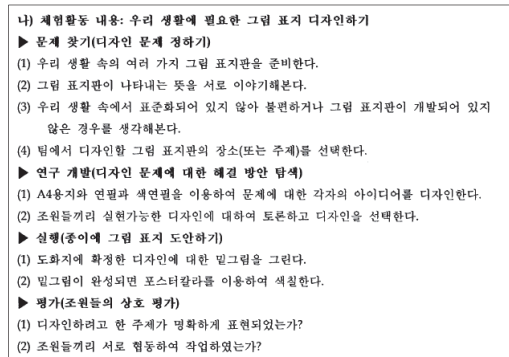 나) 체험활동 내용: 우리 생활에 필요한 그림 표지 디자인하기
▶ 문제 찾기(디자인 문제 정하기)
(1) 우리 생활 속의 여러 가지 그림 표지판을 준비한다.
(2) 그림 표지판이 나타내는 뜻을 서로 이야기해본다.
(3) 우리 생활 속에서 표준화되어 있지 않아 불편하거나 그림 표지판이 개발되어 있지
않은 경우를 생각해본다.
(4) 팀에서 디자인할 그림 표지판의 장소(또는 주제)를 선택한다.
▶ 연구 개발(디자인 문제에 대한 해결 방안 탐색)
(1) A4용지와 연필과 색연필을 이용하여 문제에 대한 각자의 아이디어를 디자인한다.
(2) 조원들끼리 실현가능한 디자인에 대하여 토론하고 디자인을 선택한다.
▶ 실행(종이에 그림 표지 도안하기)
(1) 도화지에 확정한 디자인에 대한 밑그림을 그린다.
(2) 밑그림이 완성되면 포스터칼라를 이용하여 색칠한다.
▶ 평가(조원들의 상호 평가)
(1) 디자인하려고 한 주제가 명확하게 표현되었는가?
(2) 조원들끼리 서로 협동하여 작업하였는가?